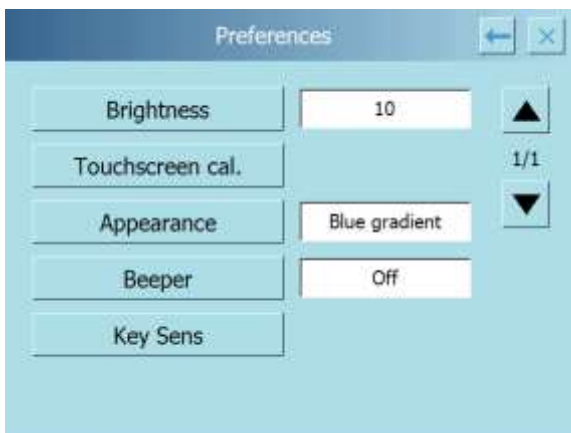 Preferences
Brightness 10
1/1
Touchscreen cal.
Appearance Blue gradient
Beeper Off
Key Sens